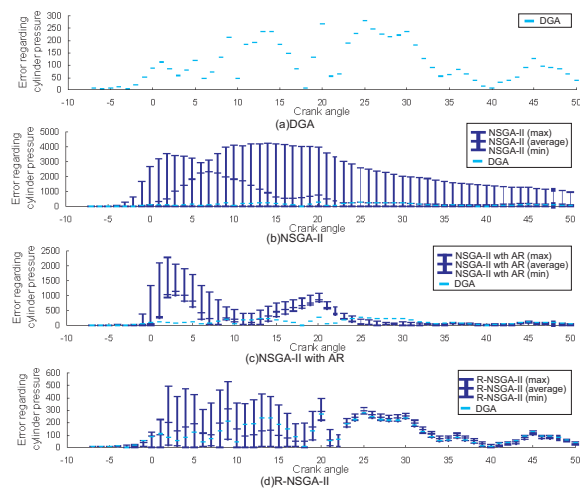 300
250
200
150
100
50
0
Error regarding
cylinder pressure
DGA
-10 -5 0 5 10 15 20 25 30 35 40 45 50
Crank angle
(a)DGA
5000
4000
3000
2000
1000
0
Error regarding
cylinder pressure
NSGA-II (max)
NSGA-II (average)
NSGA-II (min)
DGA
-10 -5 0 5 10 15 20 25 30 35 40 45 50
Crank angle
(b)NSGA-II
2500
2000
1500
1000
500
0
Error regarding
cylinder pressure
NSGA-II wth AR (max)
NSGA-II wth AR (average)
NSGA-II wth AR (min)
DGA
-10 -5 0 5 10 15 20 25 30 35 40 45 50
Crank angle
(c)NSGA-II with AR
600
500
400
300
200
100
0
Error regarding
cylinder pressure
R-NSGA-II (max)
R-NSGA-II (average)
R-NSGA-II (min)
DGA
-10 -5 0 5 10 15 20 25 30 35 40 45 50
Crank angle
(d)R-NSGA-II